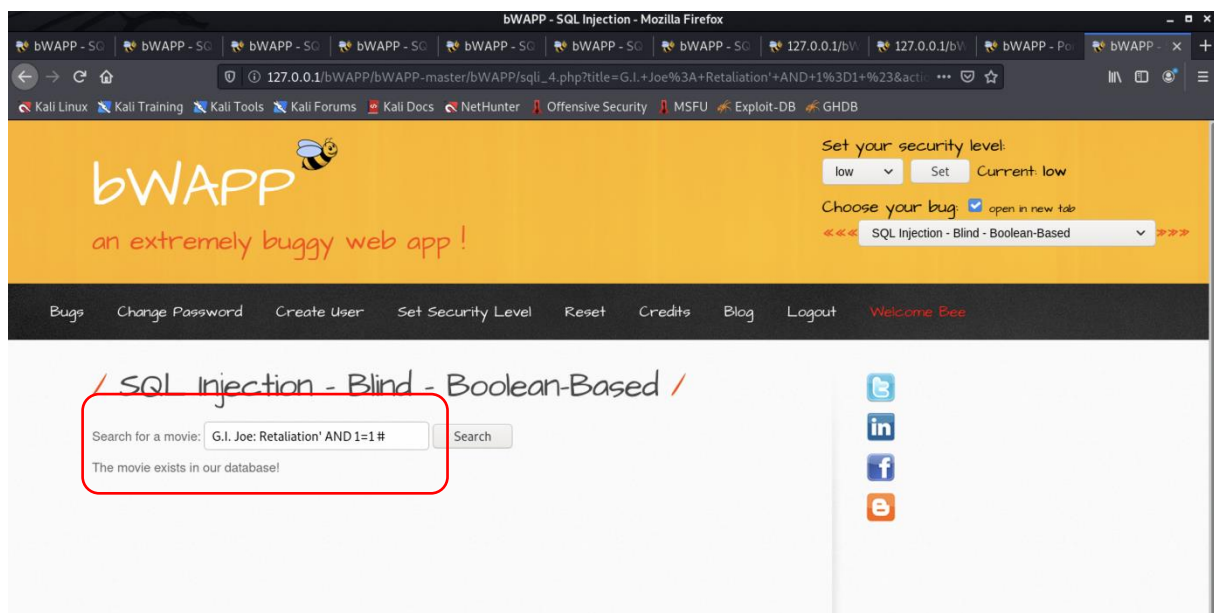 bWAPP - SQL Injection - Mozilla Firefox
bWAPP - SQ bWAPP - SQ bWAPP - SQ bWAPP - SQ bWAPP - SQ bWAPP - SQ bWAPP - SQ 127.0.0.1/bW 127.0.0.1/bW bWAPP - Po bWAPP -
127.0.0.1/bWAPP/bWAPP-master/bWAPP/sqli_4.php?title=G.I.+Joe%3A+Retaliation'+AND+1%3D1+%23&actio
Kali Linux Kali Training Kali Tools Kali Forums Kali Docs NetHunter Offensive Security MSFU Exploit-DB GHDB
bWAPP
an extremely buggy web app !
Set your security level:
low Set Current: low
Choose your bug: open in new tab
<<< SQL Injection - Blind - Boolean-Based >>>
Bugs Change Password Create User Set Security Level Reset Credits Blog Logout Welcome Bee
/ SQL Injection - Blind - Boolean-Based /
Search for a movie: G.I. Joe: Retaliation' AND 1=1 # Search
The movie exists in our database!